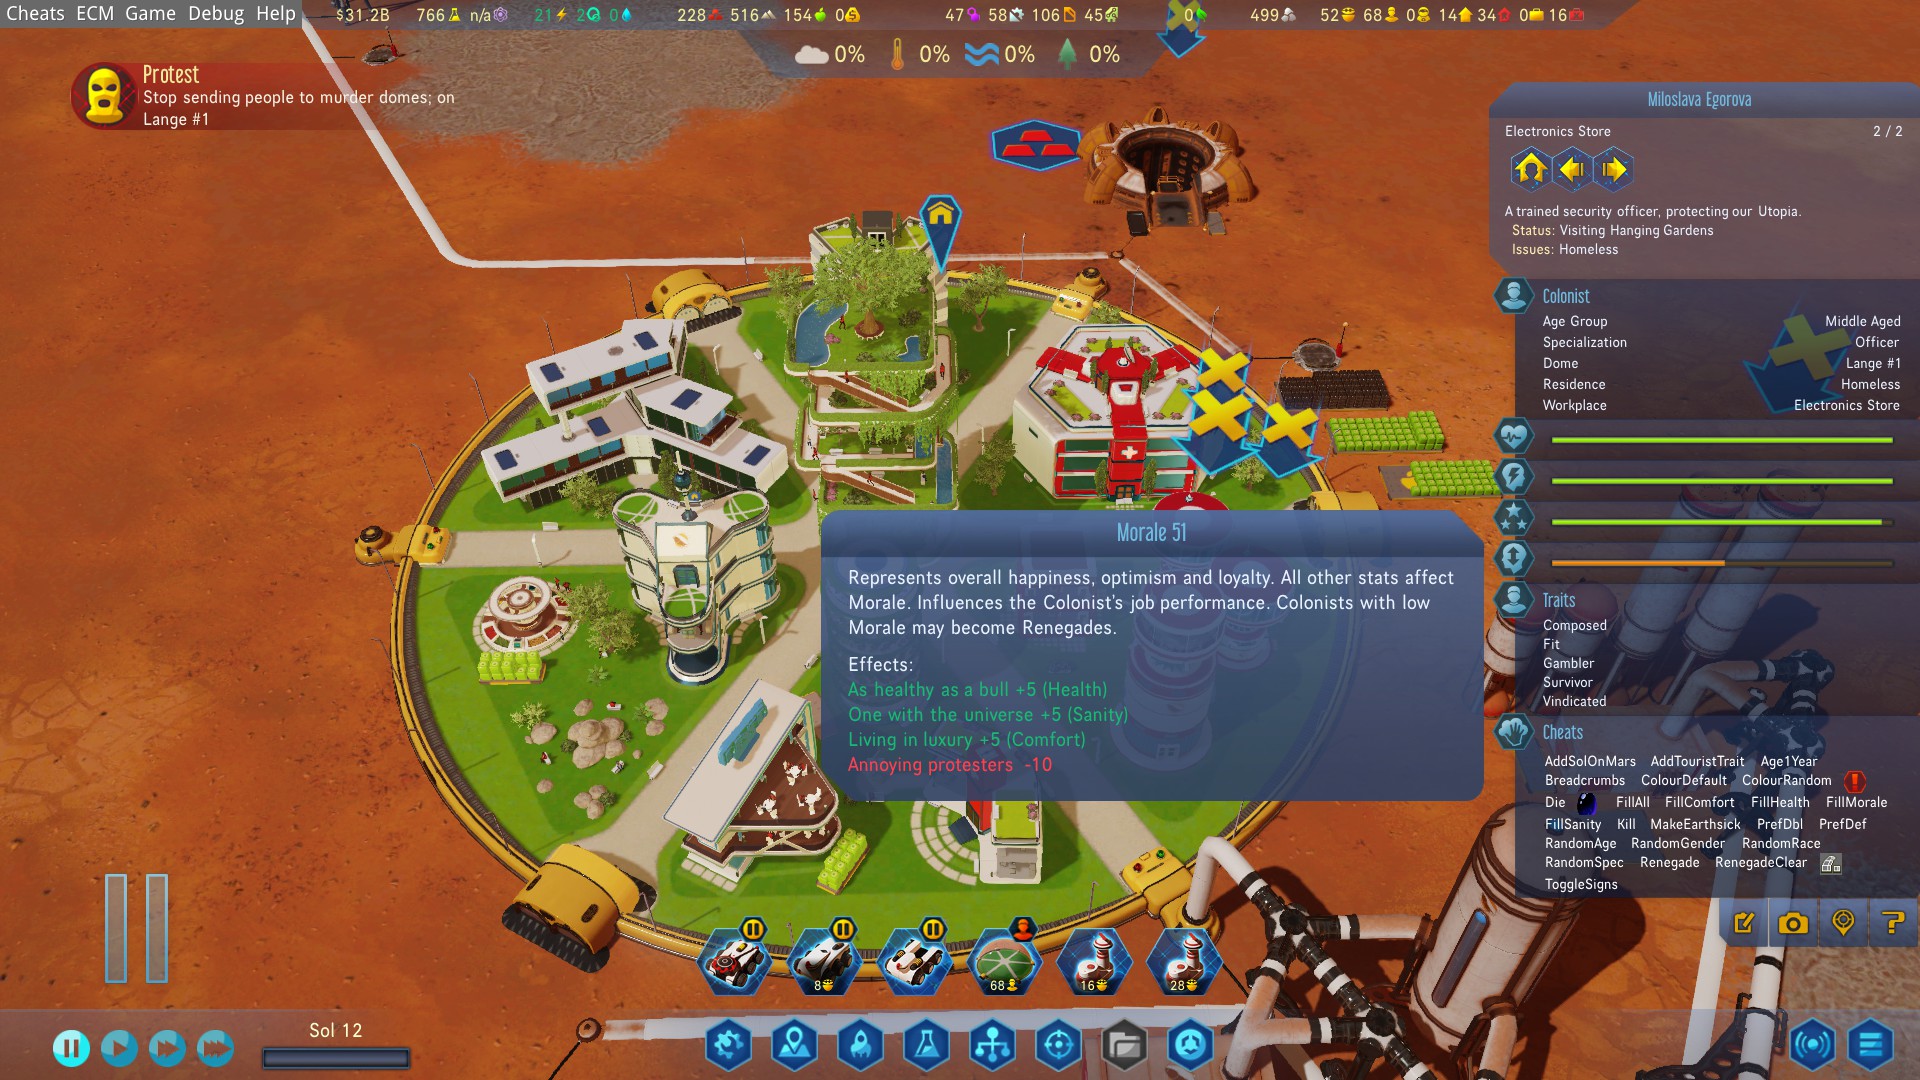 Cheats ECM Game Debug Help
$31.2B 766 n/a 21 2 0 228 516 154 0 47 58 106 45 0 499 52 68 0 14 34 0 16
0% 0% 0% 0%
Protest
Stop sending people to murder domes; on
Lange #1
Miloslava Egorova
Electronics Store 2 / 2
A trained security officer, protecting our Utopia.
Status: Visiting Hanging Gardens
Issues: Homeless
Colonist
Age Group Middle Aged
Specialization Officer
Dome Lange #1
Residence Homeless
Workplace Electronics Store
Morale 51
Represents overall happiness, optimism and loyalty. All other stats affect
Morale. Influences the Colonist's job performance. Colonists with low
Morale may become Renegades.
Effects:
As healthy as a bull +5 (Health)
One with the universe +5 (Sanity)
Living in luxury +5 (Comfort)
Annoying protesters -10
Traits
Composed
Fit
Gambler
Survivor
Vindicated
Cheats
AddSolOnMars AddTouristTrait Age1Year
Breadcrumbs ColourDefault ColourRandom
Die FillAll FillComfort FillHealth FillMorale
FillSanity Kill MakeEarthsick PrefDbl PrefDef
RandomAge RandomGender RandomRace
RandomSpec Renegade RenegadeClear
ToggleSigns
8 68 16 28
Sol 12